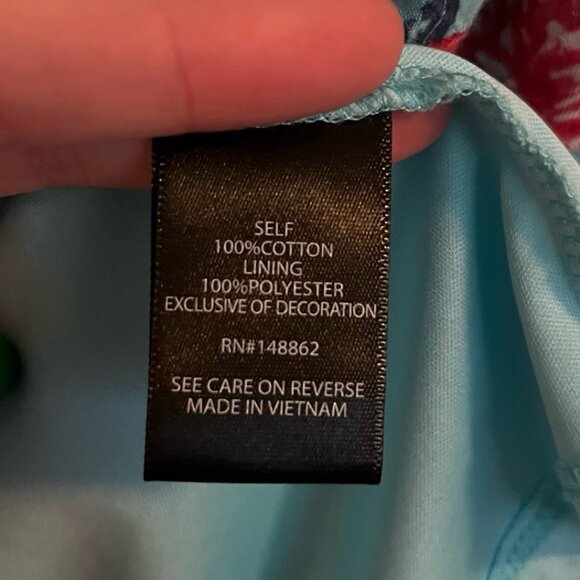 SELF
100%COTTON
LINING
100%POLYESTER
EXCLUSIVE OF DECORATION
RN#148862
SEE CARE ON REVERSE
MADE IN VIETNAM